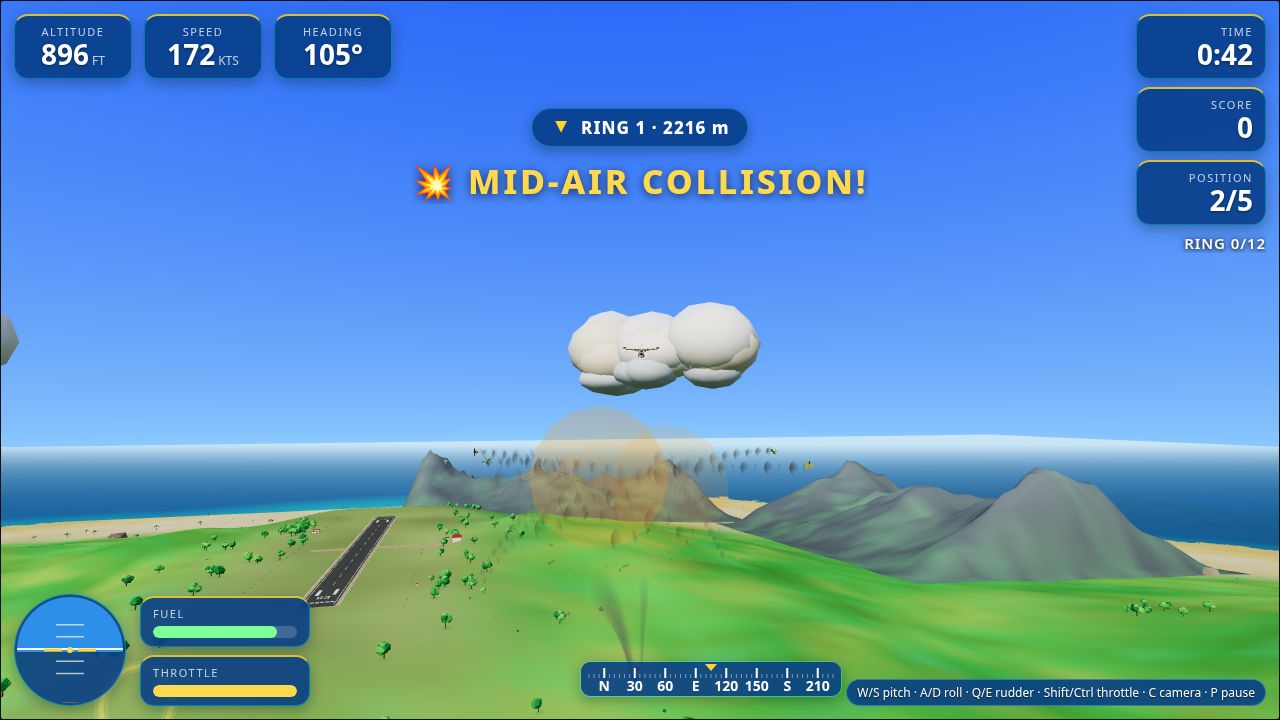 ALTITUDE
896 FT
SPEED
172 KTS
HEADING
105°
TIME
0:42
SCORE
0
POSITION
2/5
RING 0/12
▼ RING 1 · 2216 m
💥 MID-AIR COLLISION!
FUEL
THROTTLE
N 30 60 E 120 150 S 210
W/S pitch · A/D roll · Q/E rudder · Shift/Ctrl throttle · C camera · P pause